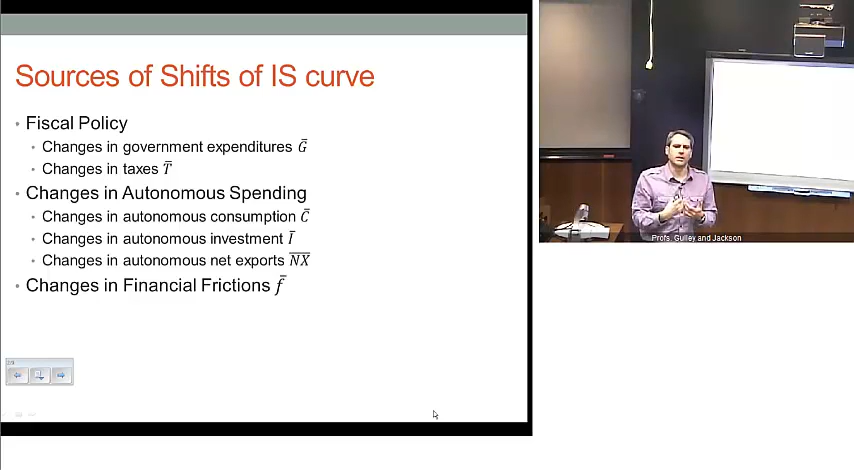 Sources of Shifts of IS curve
• Fiscal Policy
• Changes in government expenditures Ḡ
• Changes in taxes T̄
• Changes in Autonomous Spending
• Changes in autonomous consumption C̄
• Changes in autonomous investment Ī
• Changes in autonomous net exports N̅X̅
• Changes in Financial Frictions f̄
Profs. Gulley and Jackson